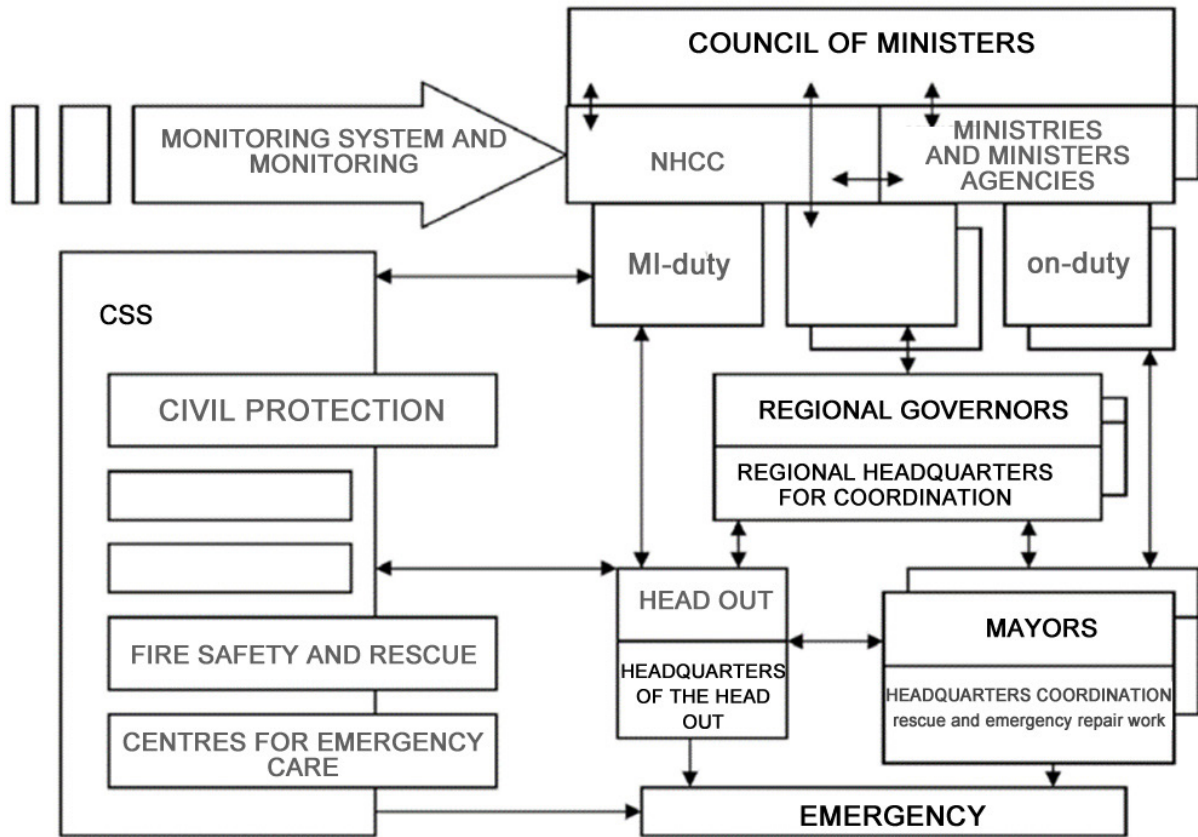 COUNCIL OF MINISTERS
MONITORING SYSTEM AND
MONITORING
NHCC
MINISTRIES
AND MINISTERS
AGENCIES
MI-duty
on-duty
CSS
CIVIL PROTECTION
REGIONAL GOVERNORS
REGIONAL HEADQUARTERS
FOR COORDINATION
HEAD OUT
HEADQUARTERS
OF THE HEAD
OUT
MAYORS
HEADQUARTERS COORDINATION
rescue and emergency repair work
FIRE SAFETY AND RESCUE
CENTRES FOR EMERGENCY
CARE
EMERGENCY